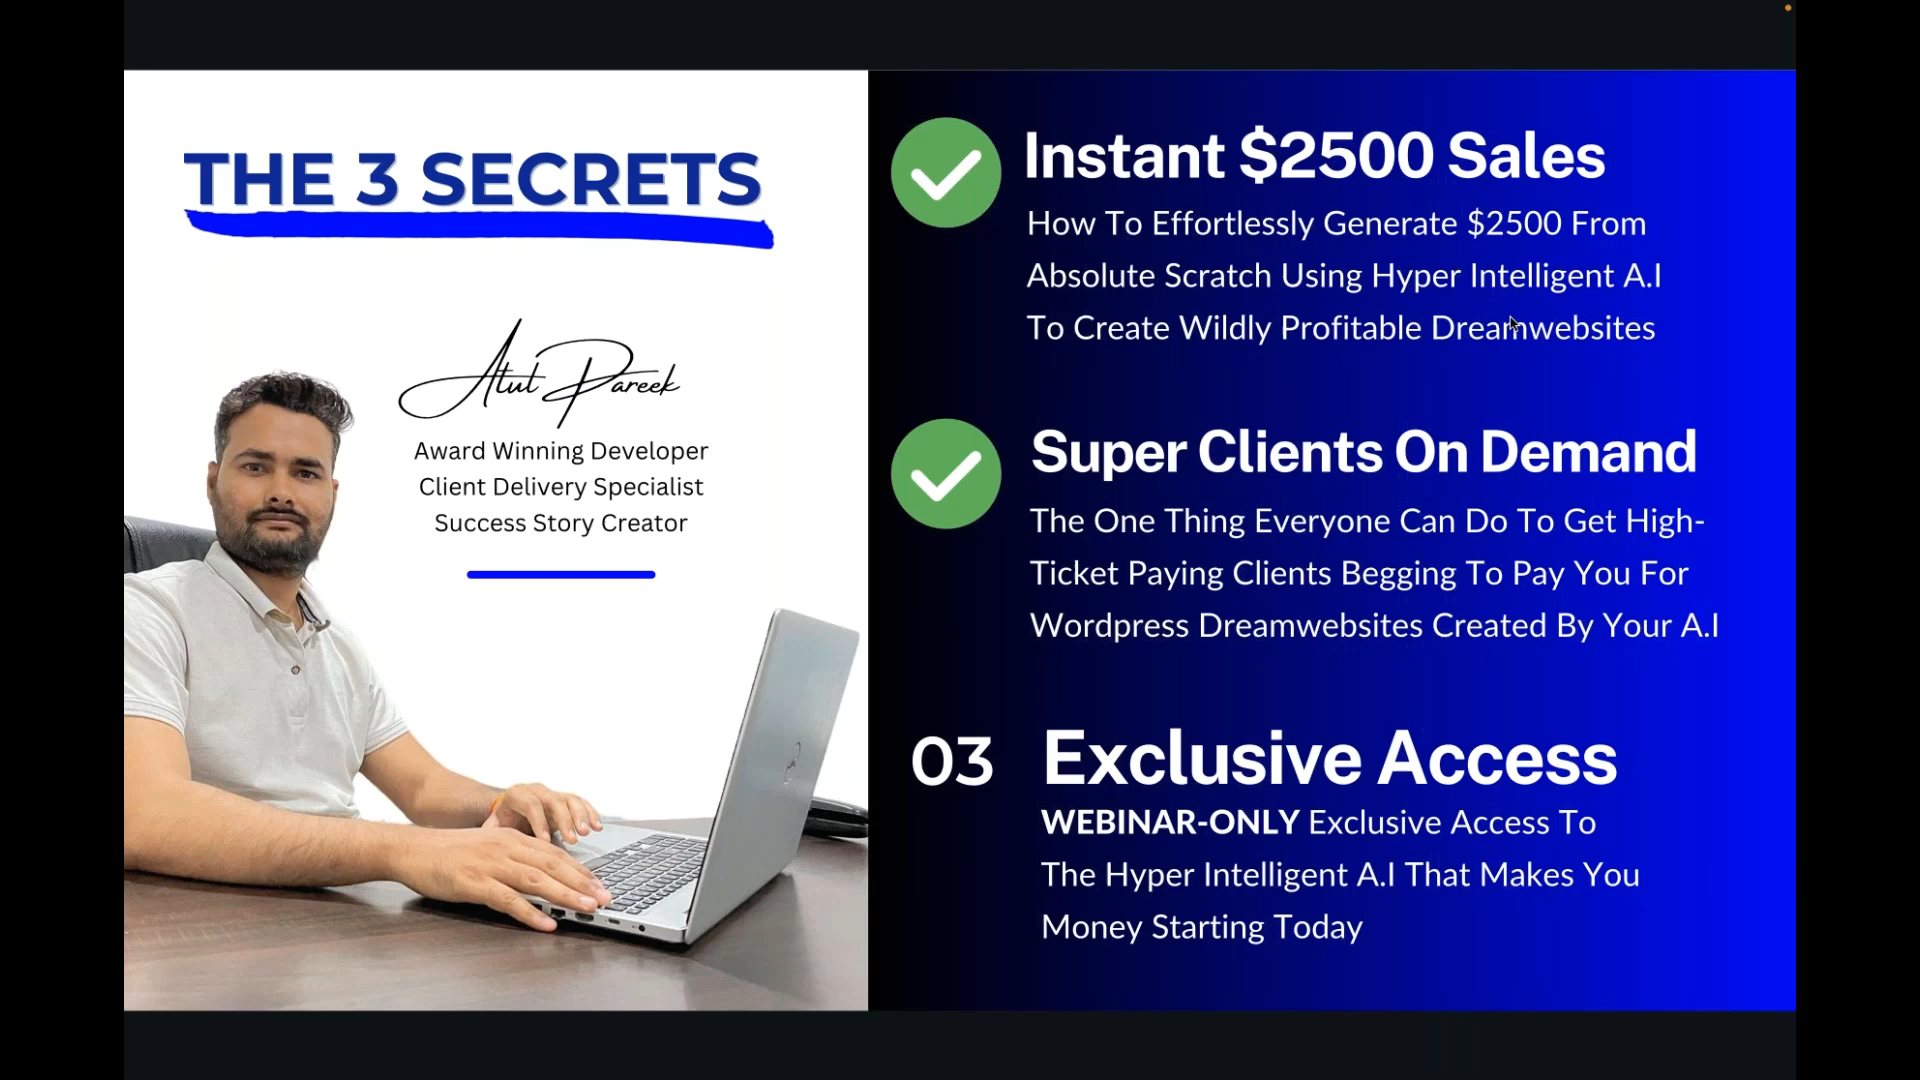 THE 3 SECRETS
Atul Pareek
Award Winning Developer
Client Delivery Specialist
Success Story Creator
Instant $2500 Sales
How To Effortlessly Generate $2500 From
Absolute Scratch Using Hyper Intelligent A.I
To Create Wildly Profitable Dreamwebsites
Super Clients On Demand
The One Thing Everyone Can Do To Get High-
Ticket Paying Clients Begging To Pay You For
Wordpress Dreamwebsites Created By Your A.I
03 Exclusive Access
WEBINAR-ONLY Exclusive Access To
The Hyper Intelligent A.I That Makes You
Money Starting Today